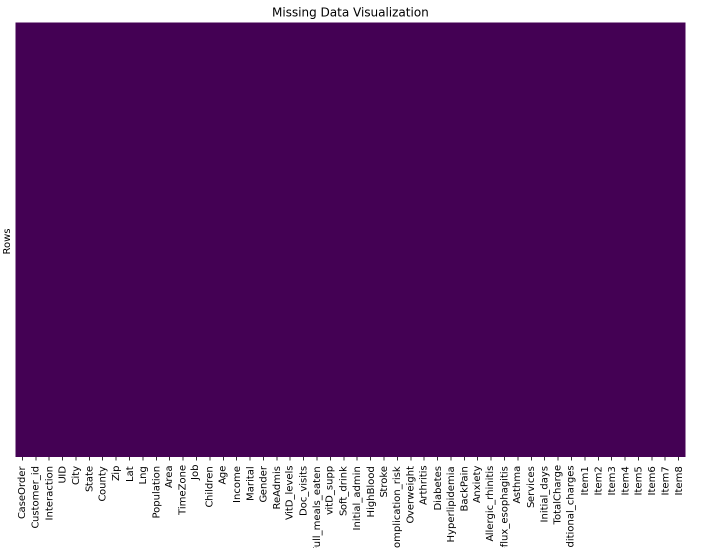 Missing Data Visualization
Rows
CaseOrder
Customer_id
Interaction
UID
City
State
County
Zip
Lat
Lng
Population
Area
TimeZone
Job
Children
Age
Income
Marital
Gender
ReAdmis
VitD_levels
Doc_visits
ull_meals_eaten
vitD_supp
Soft_drink
Initial_admin
HighBlood
Stroke
omplication_risk
Overweight
Arthritis
Diabetes
Hyperlipidemia
BackPain
Anxiety
Allergic_rhinitis
flux_esophagitis
Asthma
Services
Initial_days
TotalCharge
ditional_charges
Item1
Item2
Item3
Item4
Item5
Item6
Item7
Item8